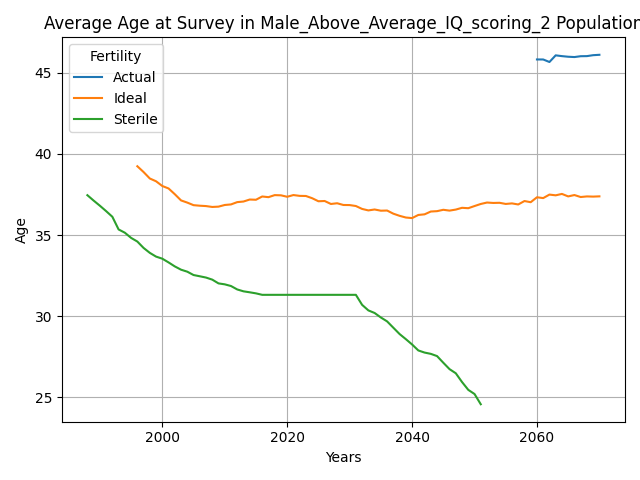 Average Age at Survey in Male_Above_Average_IQ_scoring_2 Population
Fertility
Actual
Ideal
Sterile
45
40
35
30
25
Age
2000
2020
2040
2060
Years